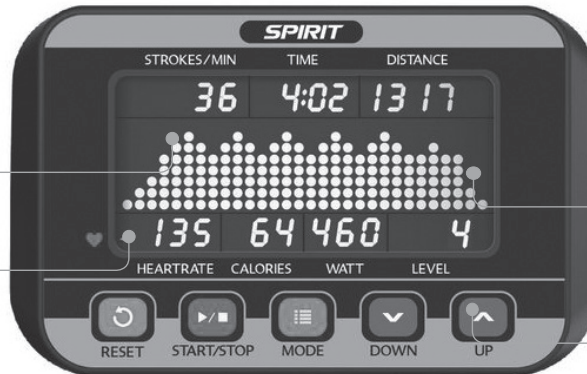 SPIRIT
STROKES/MIN TIME DISTANCE
36 4:02 1317
135 64 460 4
HEARTRATE CALORIES WATT LEVEL
RESET START/STOP MODE DOWN UP